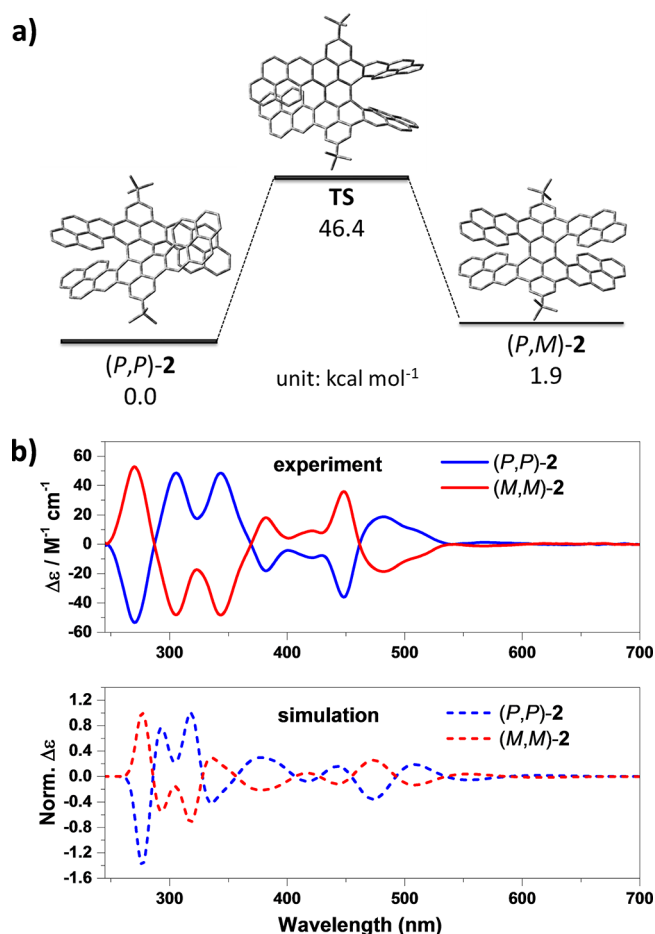 a)
TS
46.4
(P,P)-2
0.0
unit: kcal mol⁻¹
(P,M)-2
1.9
b)
experiment
(P,P)-2
(M,M)-2
Δε / M⁻¹ cm⁻¹
60
40
20
0
-20
-40
-60
300
400
500
600
700
simulation
(P,P)-2
(M,M)-2
Norm. Δε
1.2
0.8
0.4
0.0
-0.4
-0.8
-1.2
-1.6
300
400
500
600
700
Wavelength (nm)